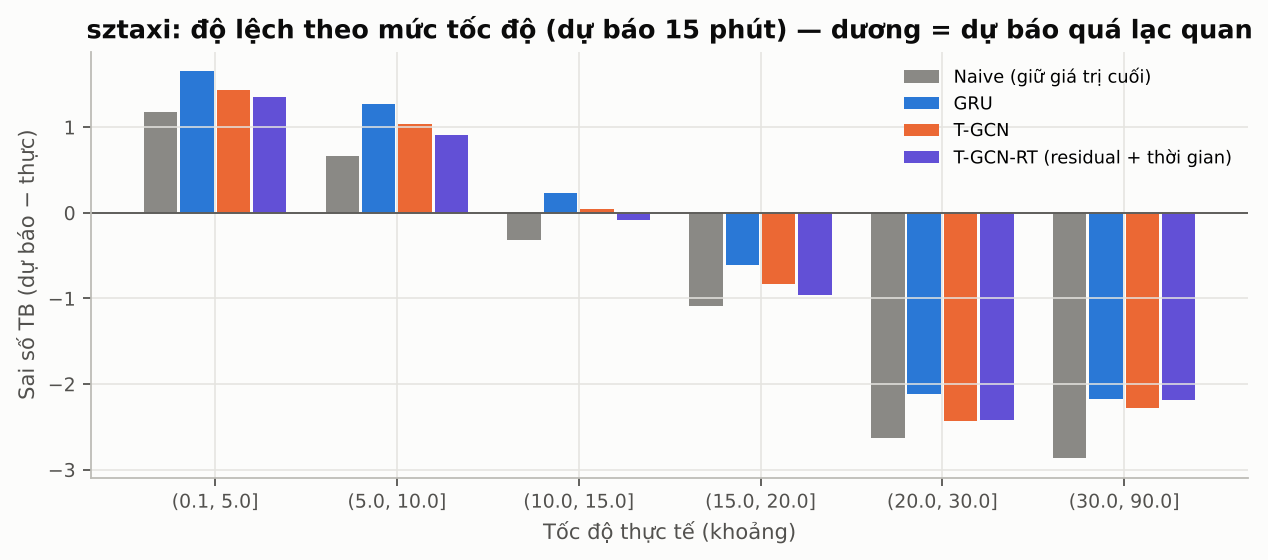 sztaxi: độ lệch theo mức tốc độ (dự báo 15 phút) — dương = dự báo quá lạc quan
Naive (giữ giá trị cuối)
GRU
T-GCN
T-GCN-RT (residual + thời gian)
Sai số TB (dự báo − thực)
1
0
−1
−2
−3
(0.1, 5.0]
(5.0, 10.0]
(10.0, 15.0]
(15.0, 20.0]
(20.0, 30.0]
(30.0, 90.0]
Tốc độ thực tế (khoảng)